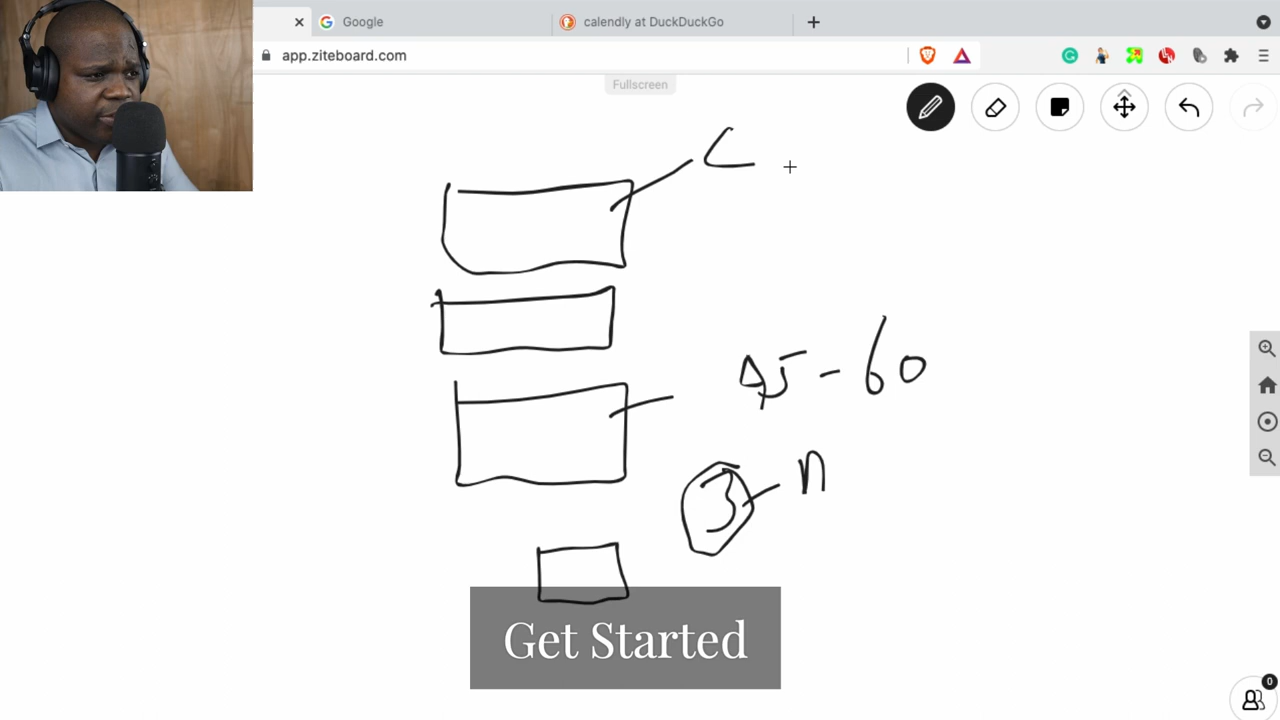 Google
calendly at DuckDuckGo
app.ziteboard.com
Fullscreen
C
45-60
3
n
Get Started
0